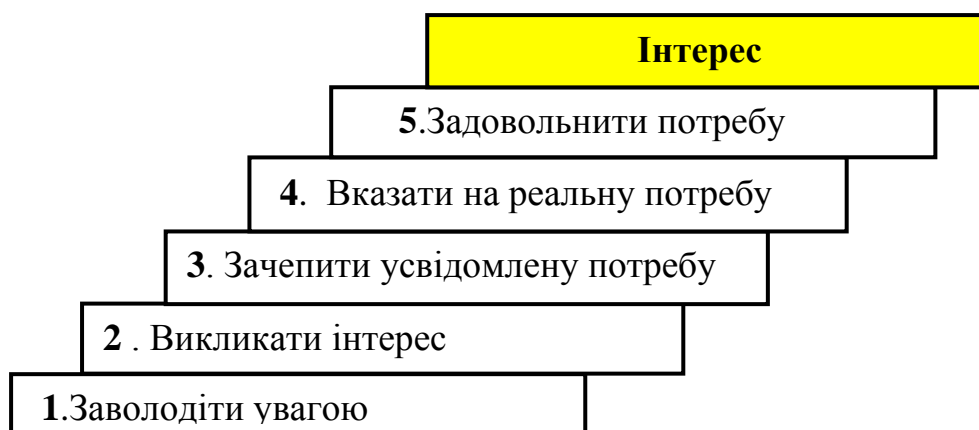 Інтерес
5.Задовольнити потребу
4.  Вказати на реальну потребу
3. Зачепити усвідомлену потребу
2 . Викликати інтерес
1.Заволодіти увагою